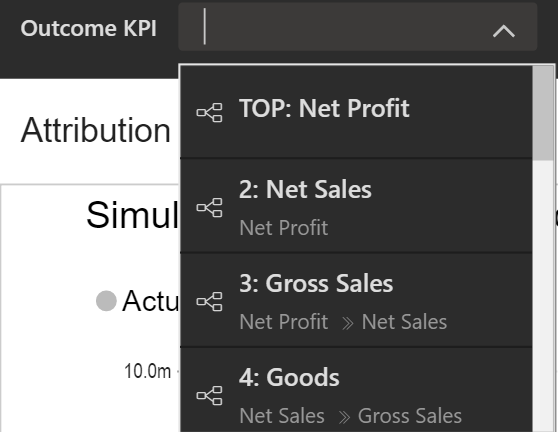 Outcome KPI
TOP: Net Profit
Attribution
2: Net Sales
Net Profit
Simul
3: Gross Sales
Actu
Net Profit » Net Sales
10.0m
4: Goods
Net Sales » Gross Sales